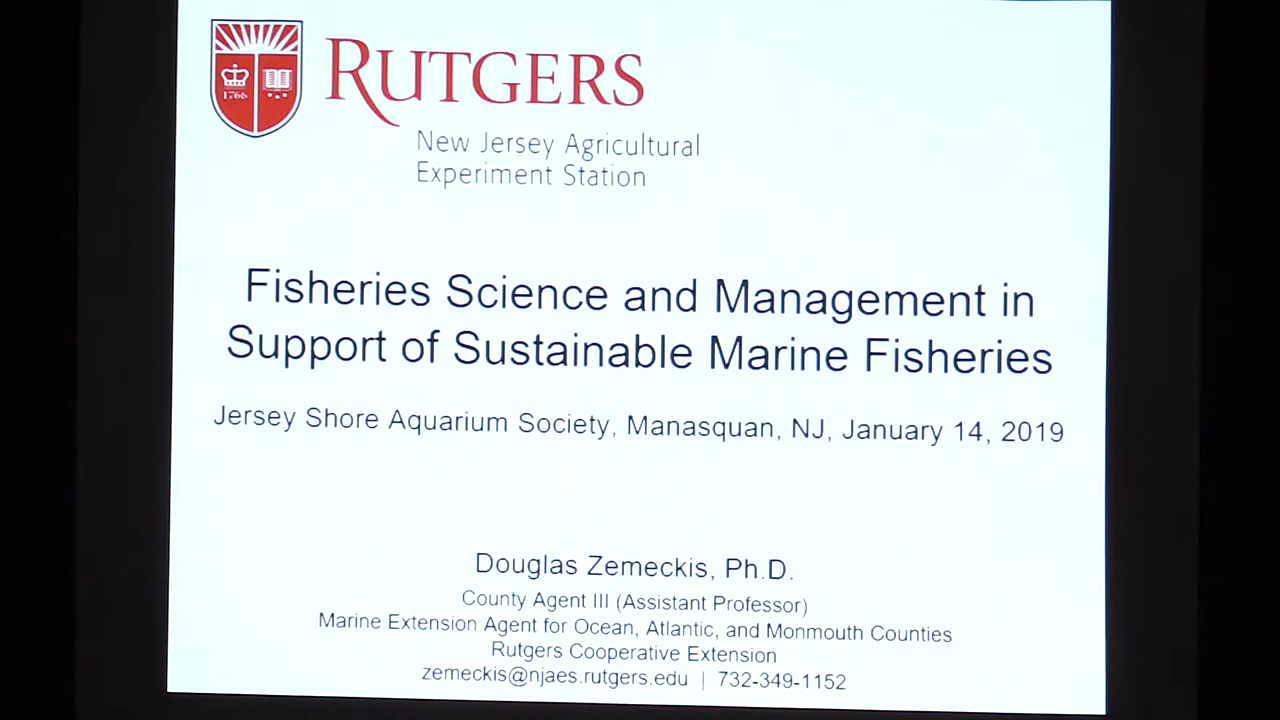 1766
RUTGERS
New Jersey Agricultural
Experiment Station
Fisheries Science and Management in
Support of Sustainable Marine Fisheries
Jersey Shore Aquarium Society, Manasquan, NJ, January 14, 2019
Douglas Zemeckis, Ph.D.
County Agent III (Assistant Professor)
Marine Extension Agent for Ocean, Atlantic, and Monmouth Counties
Rutgers Cooperative Extension
zemeckis@njaes.rutgers.edu | 732-349-1152